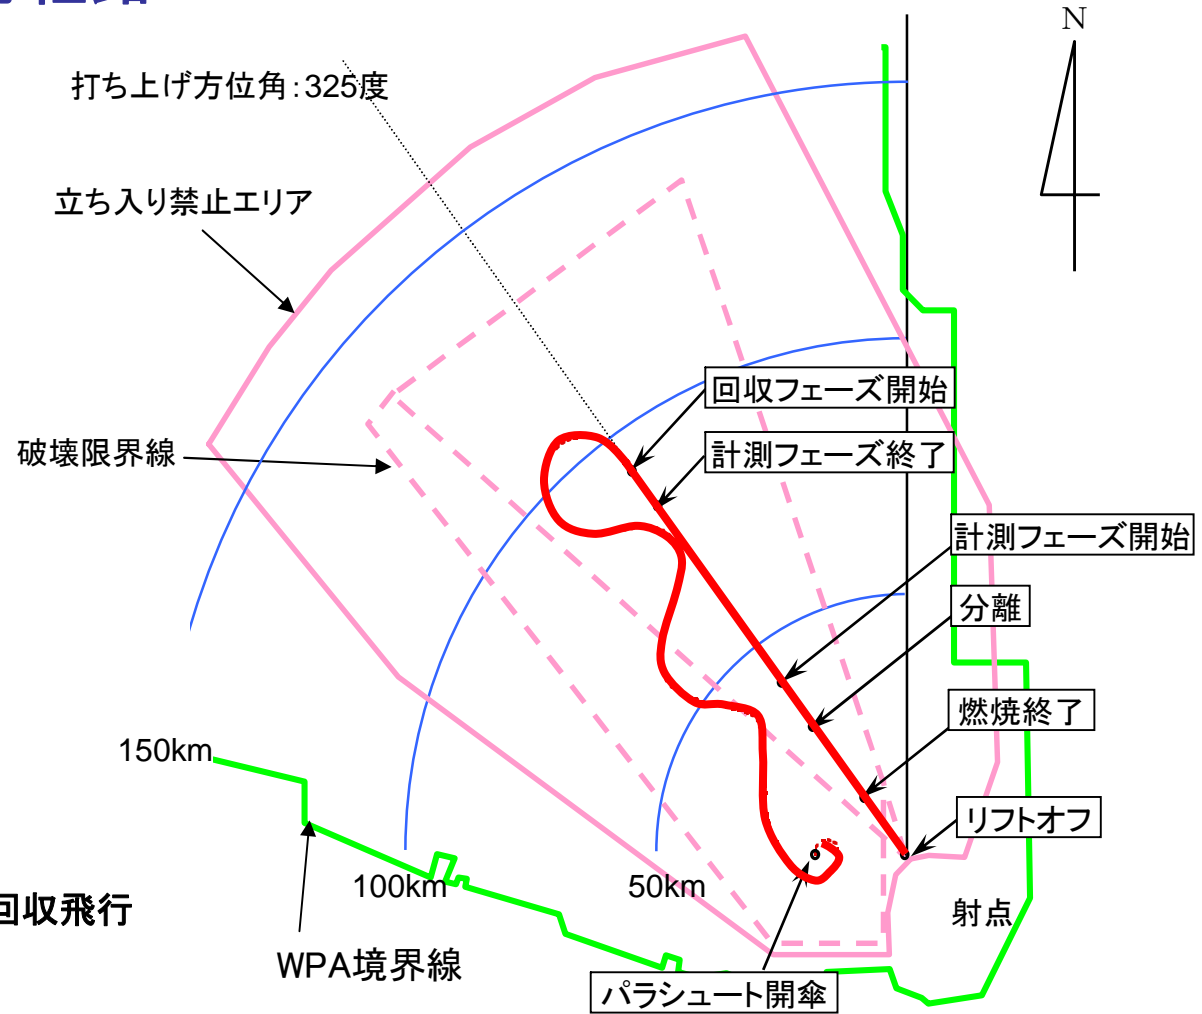 N
打ち上げ方位角：325度
立ち入り禁止エリア
回収フェーズ開始
破壊限界線
計測フェーズ終了
計測フェーズ開始
分離
燃焼終了
150km
リフトオフ
100km
50km
回収飛行
射点
WPA境界線
パラシュート開傘